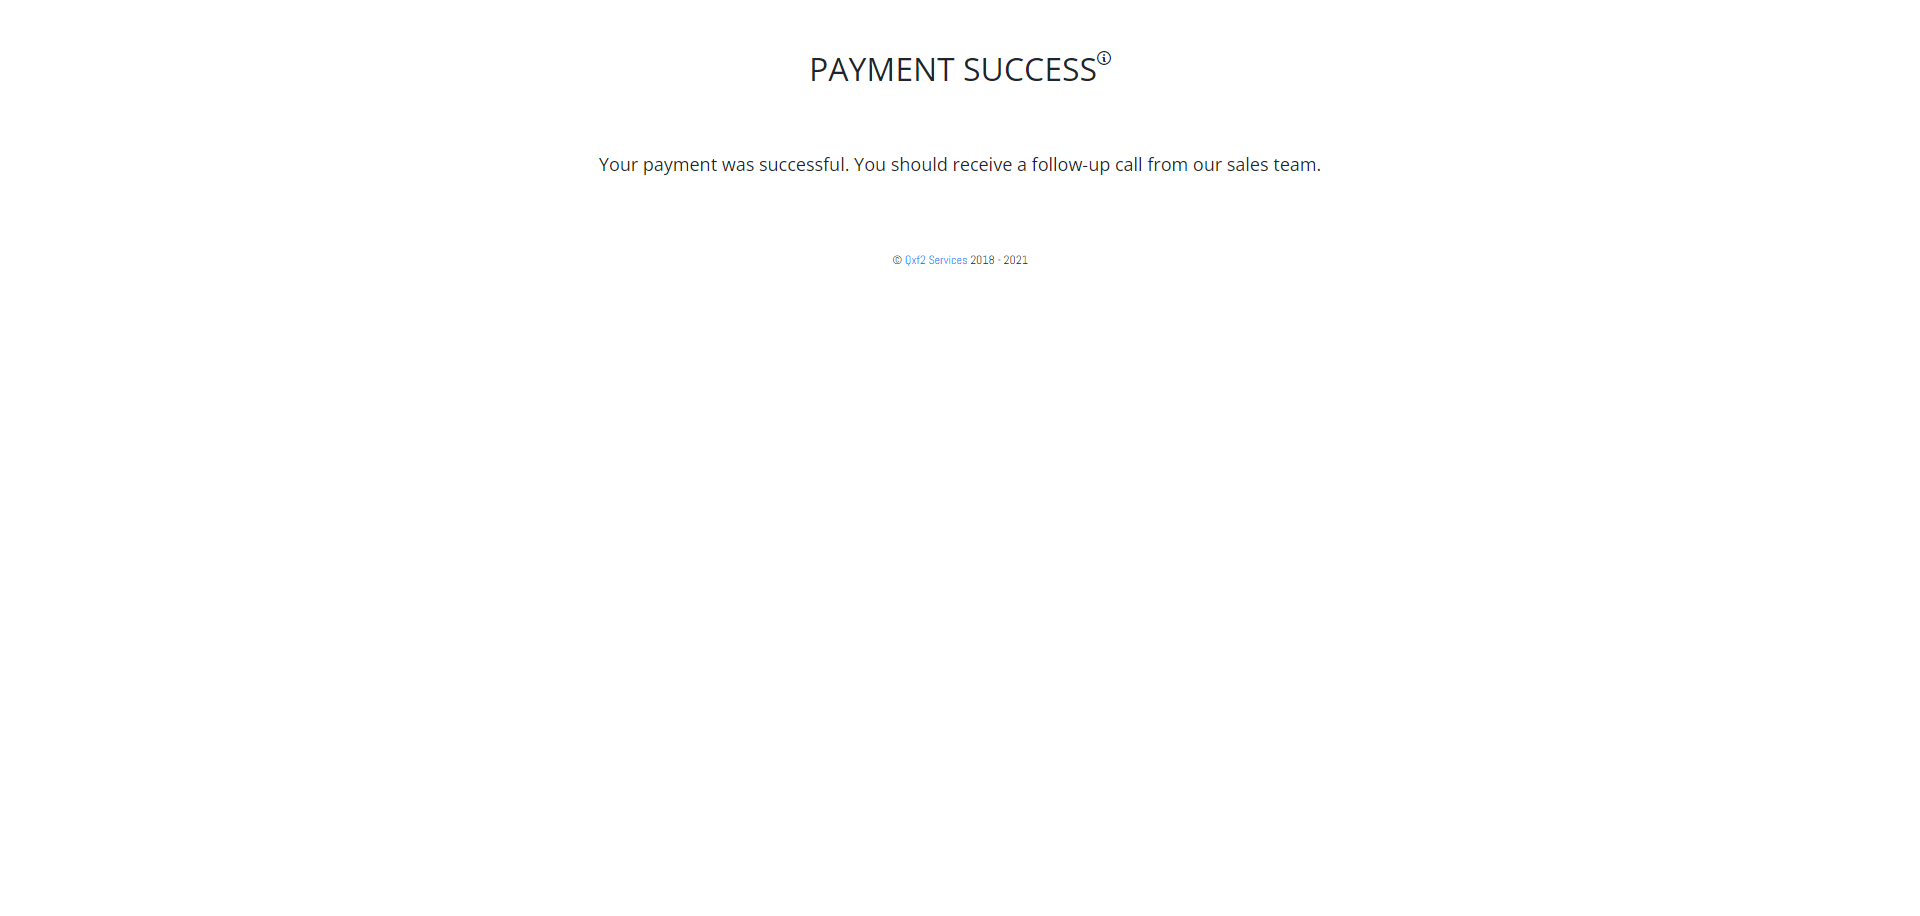 PAYMENT SUCCESS
Your payment was successful. You should receive a follow-up call from our sales team.
© Qxf2 Services 2018 - 2021